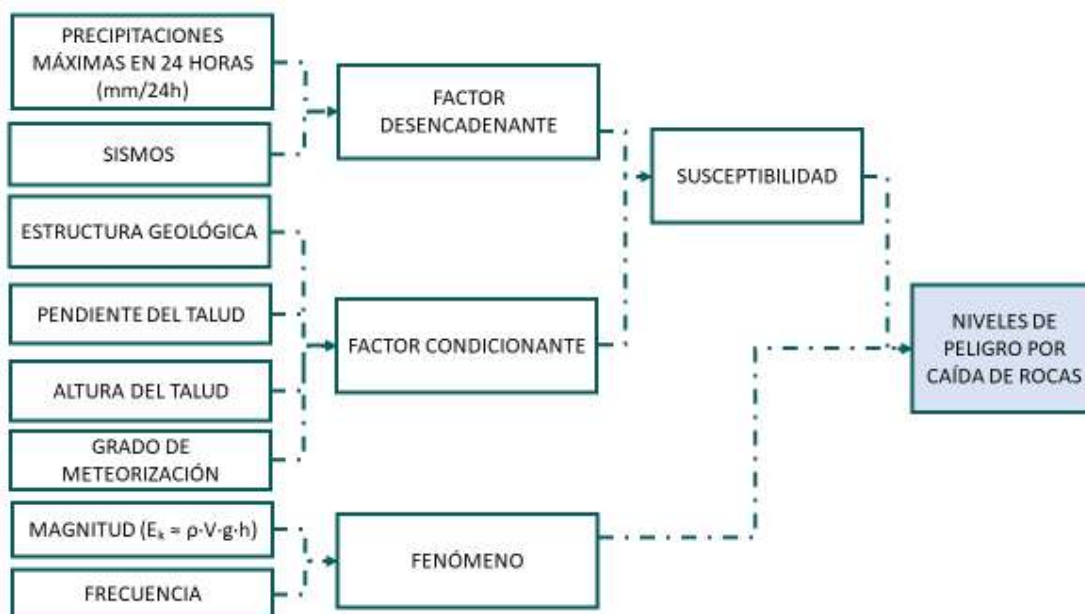 PRECIPITACIONES
MÁXIMAS EN 24 HORAS
(mm/24h)
SISMOS
ESTRUCTURA GEOLÓGICA
PENDIENTE DEL TALUD
ALTURA DEL TALUD
GRADO DE
METEORIZACIÓN
MAGNITUD (Eₖ = ρ·V·g·h)
FRECUENCIA
FACTOR
DESENCADENANTE
FACTOR CONDICIONANTE
FENÓMENO
SUSCEPTIBILIDAD
NIVELES DE
PELIGRO POR
CAÍDA DE ROCAS